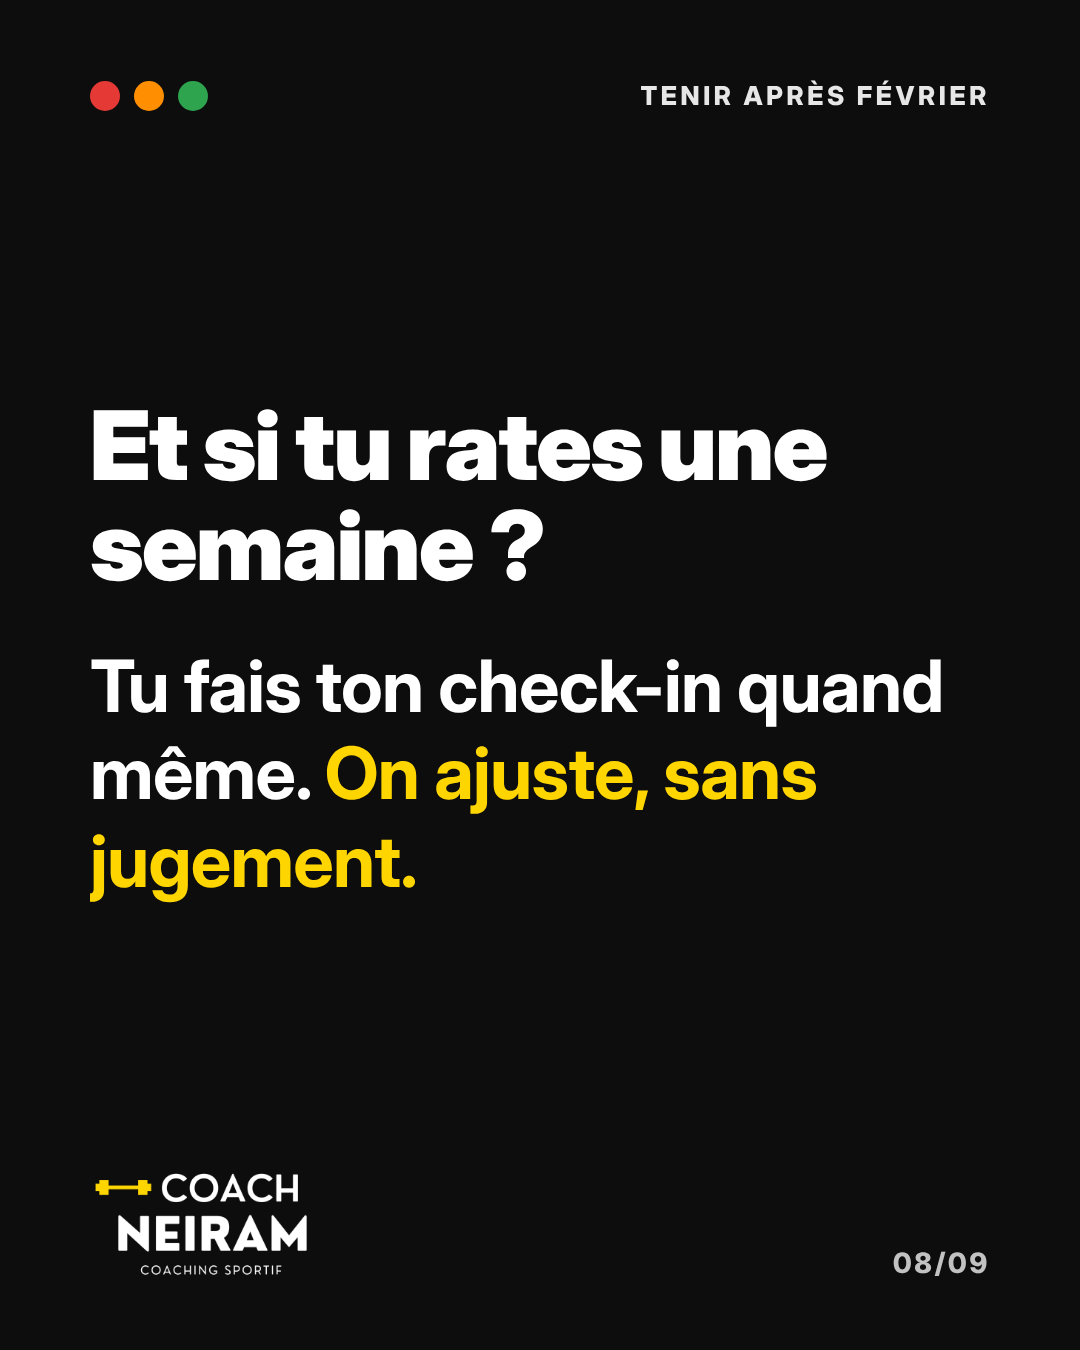 TENIR APRÈS FÉVRIER
Et si tu rates une
semaine ?
Tu fais ton check-in quand
même. On ajuste, sans
jugement.
COACH
NEIRAM
COACHING SPORTIF
08/09